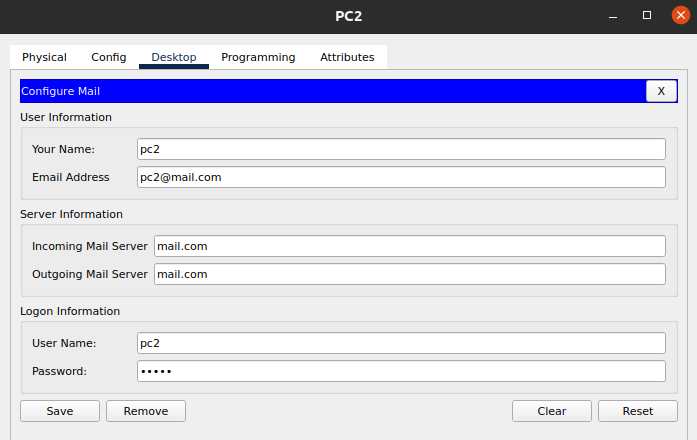 PC2
Physical Config Desktop Programming Attributes
Configure Mail X
User Information
Your Name: pc2
Email Address pc2@mail.com
Server Information
Incoming Mail Server mail.com
Outgoing Mail Server mail.com
Logon Information
User Name: pc2
Password: •••••
Save Remove Clear Reset